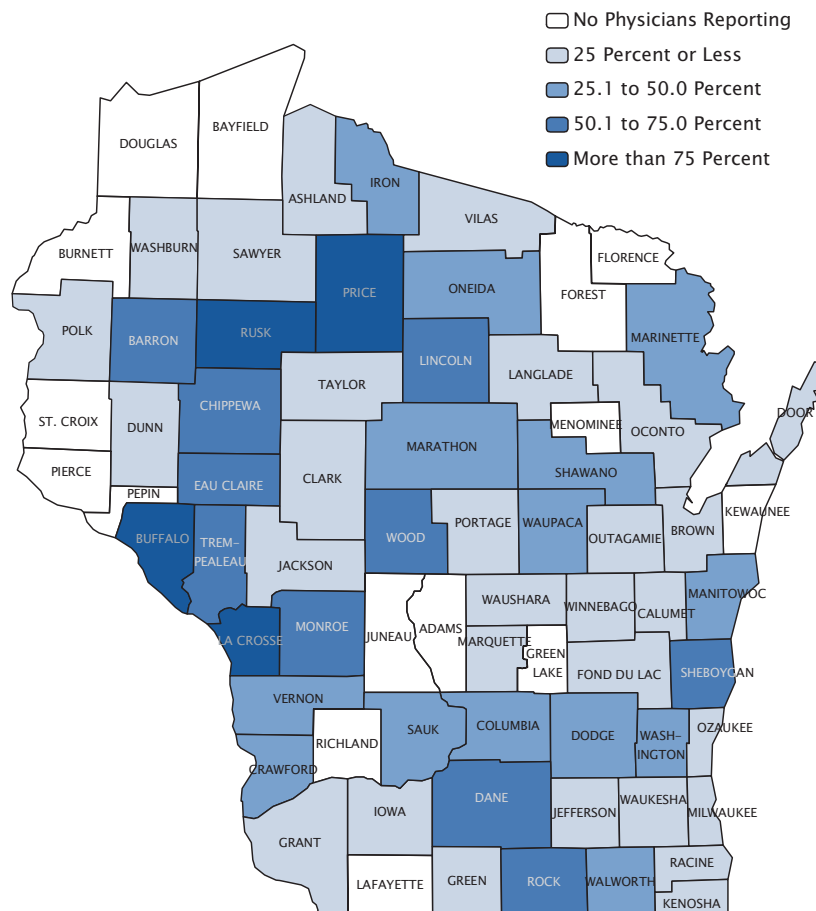 No Physicians Reporting
25 Percent or Less
25.1 to 50.0 Percent
50.1 to 75.0 Percent
More than 75 Percent
DOUGLAS
BAYFIELD
ASHLAND
IRON
VILAS
BURNETT
WASHBURN
SAWYER
FLORENCE
PRICE
ONEIDA
FOREST
POLK
BARRON
RUSK
MARINETTE
LINCOLN
TAYLOR
LANGLADE
CHIPPEWA
ST. CROIX
DUNN
MENOMINEE
OCONTO
DOOR
MARATHON
PIERCE
CLARK
SHAWANO
EAU CLAIRE
PEPIN
KEWAUNEE
BUFFALO
TREM-
PEALEAU
WOOD
PORTAGE
WAUPACA
OUTAGAMIE
BROWN
JACKSON
MANITOWOC
WAUSHARA
WINNEBAGO
CALUMET
LA CROSSE
MONROE
JUNEAU
ADAMS
MARQUETTE
GREEN
LAKE
FOND DU LAC
SHEBOYGAN
VERNON
SAUK
COLUMBIA
DODGE
WASH-
INGTON
OZAUKEE
RICHLAND
CRAWFORD
DANE
IOWA
JEFFERSON
WAUKESHA
MILWAUKEE
GRANT
RACINE
LAFAYETTE
GREEN
ROCK
WALWORTH
KENOSHA